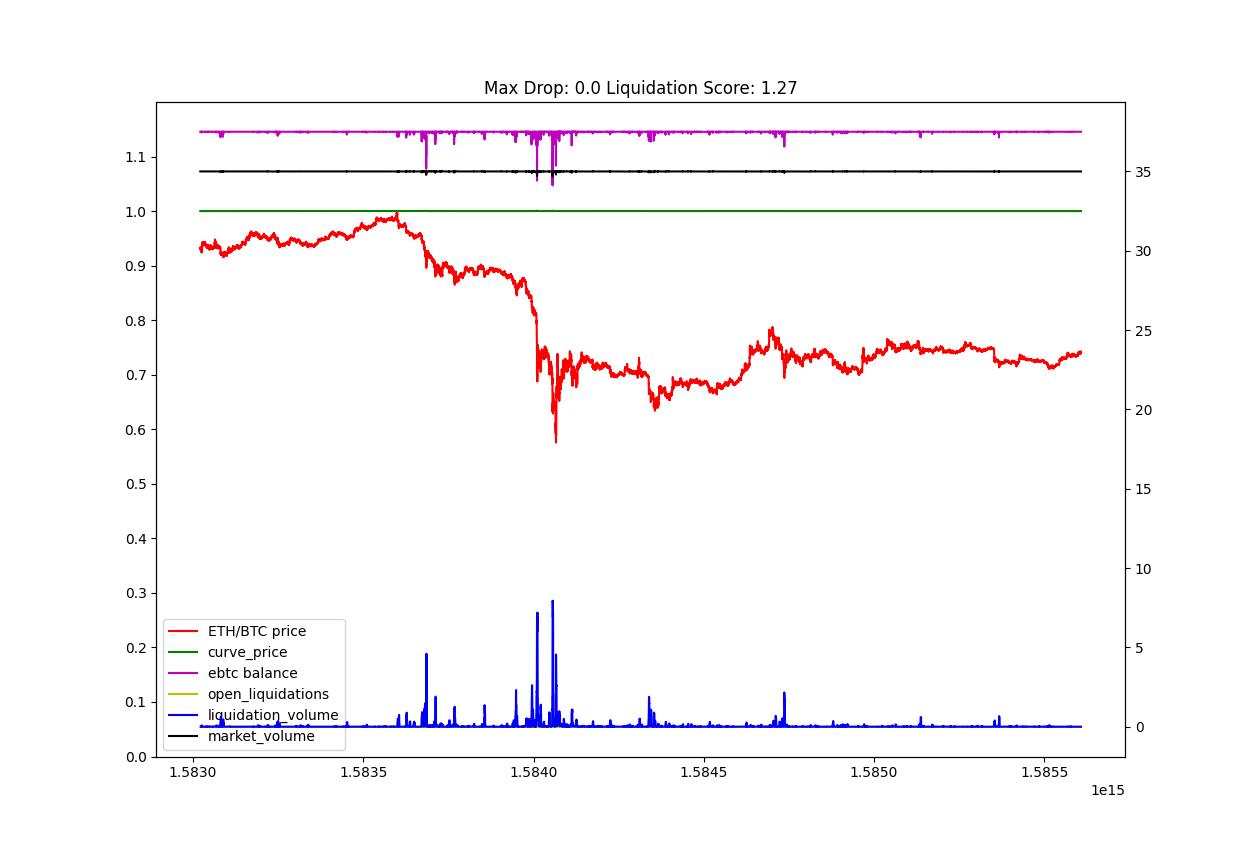 Max Drop: 0.0 Liquidation Score: 1.27
1.1
1.0
0.9
0.8
0.7
0.6
0.5
0.4
0.3
0.2
0.1
0.0
35
30
25
20
15
10
5
0
ETH/BTC price
curve_price
ebtc balance
open_liquidations
liquidation_volume
market_volume
1.5830 1.5835 1.5840 1.5845 1.5850 1.5855
1e15